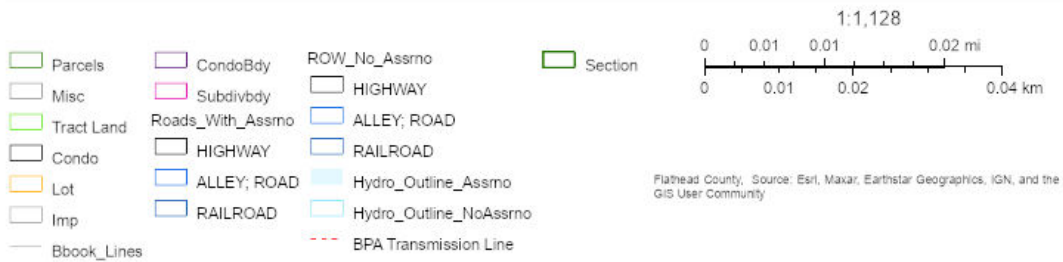 1:1,128
0 0.01 0.01 0.02 mi
0 0.01 0.02 0.04 km
Parcels
Misc
Tract Land
Condo
Lot
Imp
Bbook_Lines
CondoBdy
Subdivbdy
Roads_With_Assrno
HIGHWAY
ALLEY; ROAD
RAILROAD
ROW_No_Assrno
HIGHWAY
ALLEY; ROAD
RAILROAD
Hydro_Outline_Assrno
Hydro_Outline_NoAssrno
BPA Transmission Line
Section
Flathead County, Source: Esri, Maxar, Earthstar Geographics, IGN, and the
GIS User Community